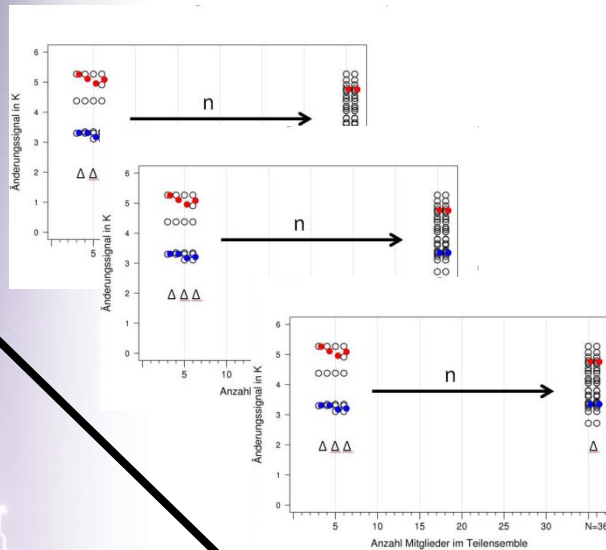 Änderungssignal in K
6
5
4
3
2
1
0
n
Δ Δ
5
Änderungssignal in K
6
5
4
3
2
1
0
n
Δ Δ Δ
5 10
Anzahl
Änderungssignal in K
6
5
4
3
2
1
0
n
Δ Δ Δ Δ
5 10 15 20 25 30 N=36
Anzahl Mitglieder im Teilensemble